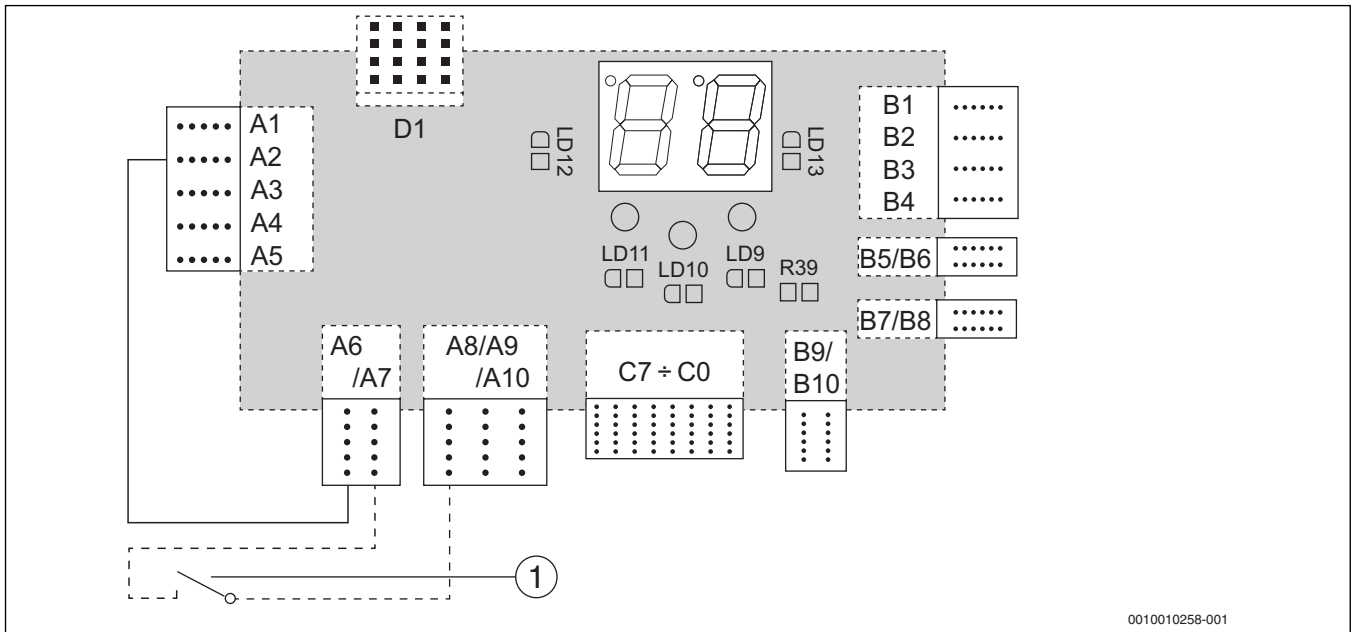 D1
A1
A2
A3
A4
A5
LD12
LD13
B1
B2
B3
B4
B5/B6
B7/B8
LD11
LD10
LD9
R39
A6
/A7
A8/A9
/A10
C7 ÷ C0
B9/
B10
1
0010010258-001